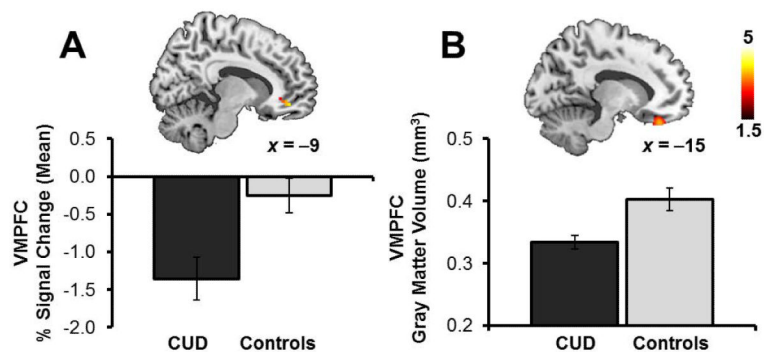 A
x = –9
VMPFC
% Signal Change (Mean)
0.5
0.0
-0.5
-1.0
-1.5
-2.0
CUD Controls
B
5
1.5
x = –15
VMPFC
Gray Matter Volume (mm³)
0.5
0.4
0.3
0.2
CUD Controls